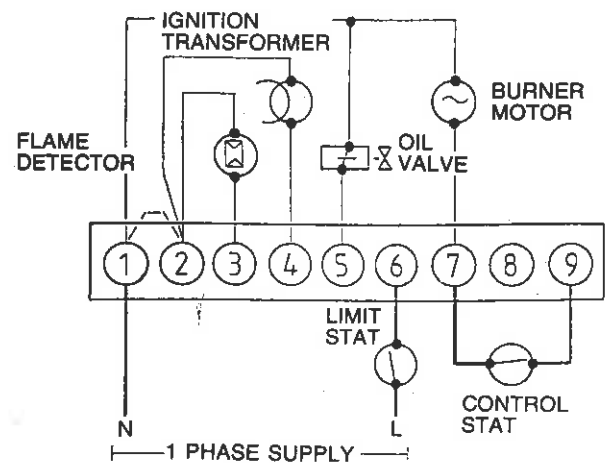 IGNITION
TRANSFORMER
BURNER
MOTOR
FLAME
DETECTOR
OIL
VALVE
1 2 3 4 5 6 7 8 9
LIMIT
STAT
CONTROL
STAT
N L
1 PHASE SUPPLY